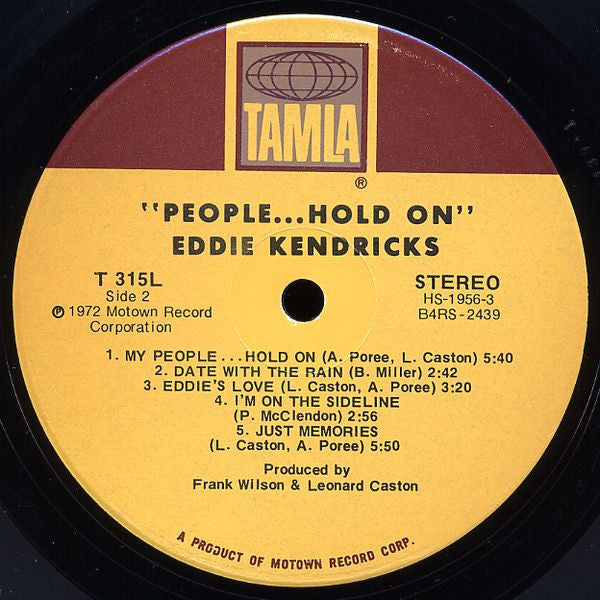 TAMLA
®
"PEOPLE...HOLD ON"
EDDIE KENDRICKS
T 315L
Side 2
℗ 1972 Motown Record
Corporation
STEREO
HS-1956-3
B4RS-2439
1. MY PEOPLE...HOLD ON (A. Poree, L. Caston) 5:40
2. DATE WITH THE RAIN (B. Miller) 2:42
3. EDDIE'S LOVE (L. Caston, A. Poree) 3:20
4. I'M ON THE SIDELINE
(P. McClendon) 2:56
5. JUST MEMORIES
(L. Caston, A. Poree) 5:50
Produced by
Frank Wilson & Leonard Caston
A PRODUCT OF MOTOWN RECORD CORP.